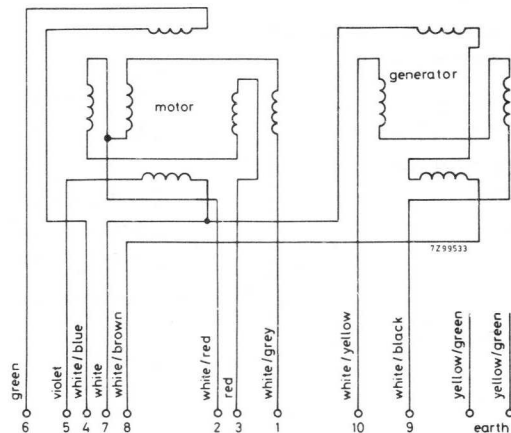 motor
generator
7Z99533
green
violet
white/blue
white
white/brown
white/red
red
white/grey
white/yellow
white/black
yellow/green
yellow/green
6
5
4
7
8
2
3
1
10
9
earth